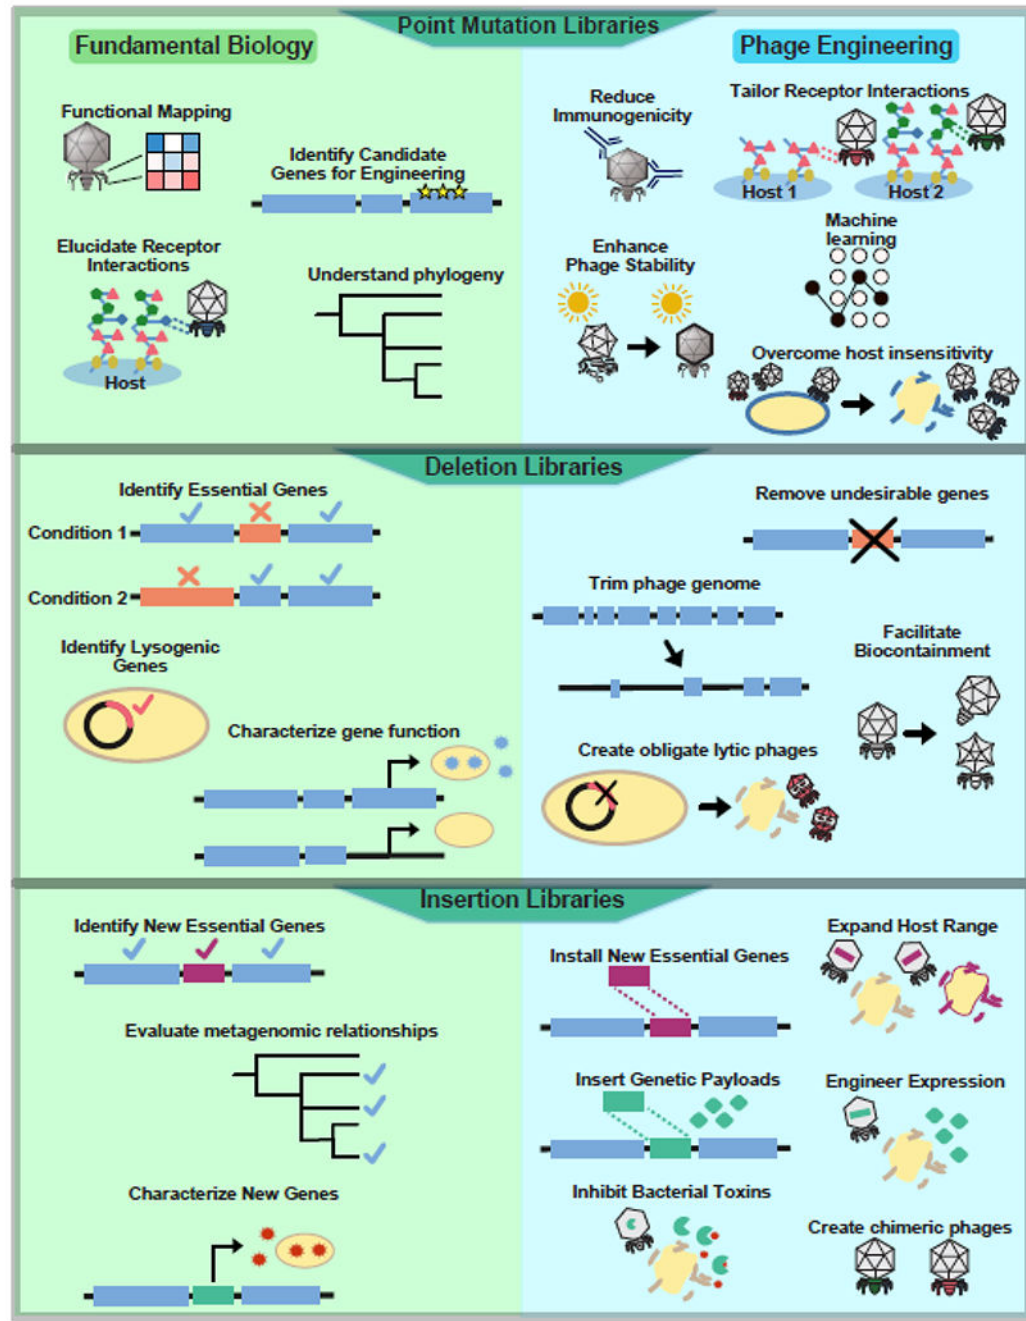 Point Mutation Libraries
Fundamental Biology
Phage Engineering
Functional Mapping
Identify Candidate
Genes for Engineering
Elucidate Receptor
Interactions
Host
Understand phylogeny
Reduce
Immunogenicity
Tailor Receptor Interactions
Host 1
Host 2
Enhance
Phage Stability
Machine
learning
Overcome host insensitivity
Deletion Libraries
Identify Essential Genes
Condition 1
Condition 2
Identify Lysogenic
Genes
Characterize gene function
Remove undesirable genes
Trim phage genome
Facilitate
Biocontainment
Create obligate lytic phages
Insertion Libraries
Identify New Essential Genes
Evaluate metagenomic relationships
Characterize New Genes
Install New Essential Genes
Expand Host Range
Insert Genetic Payloads
Engineer Expression
Inhibit Bacterial Toxins
Create chimeric phages